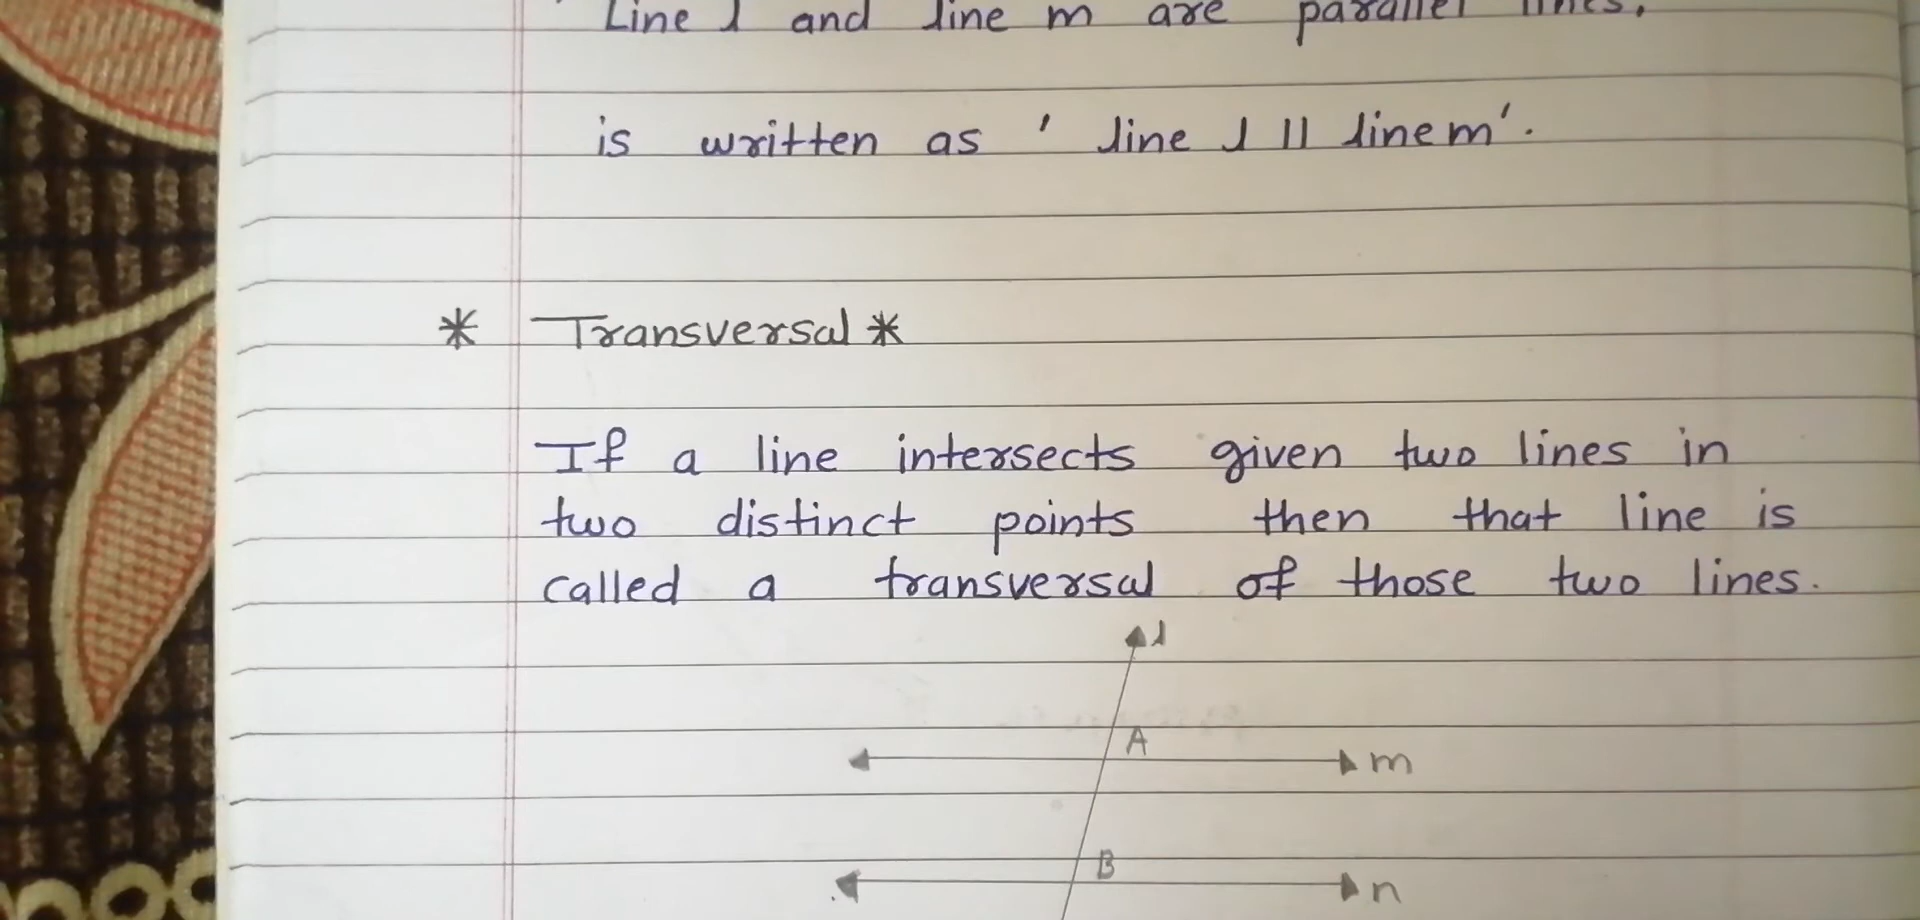 Line l and line m are parallel lines.
is written as ' line l || line m'.
* Transversal *
If a line intersects given two lines in
two distinct points then that line is
called a transversal of those two lines.
l
A
m
B
n